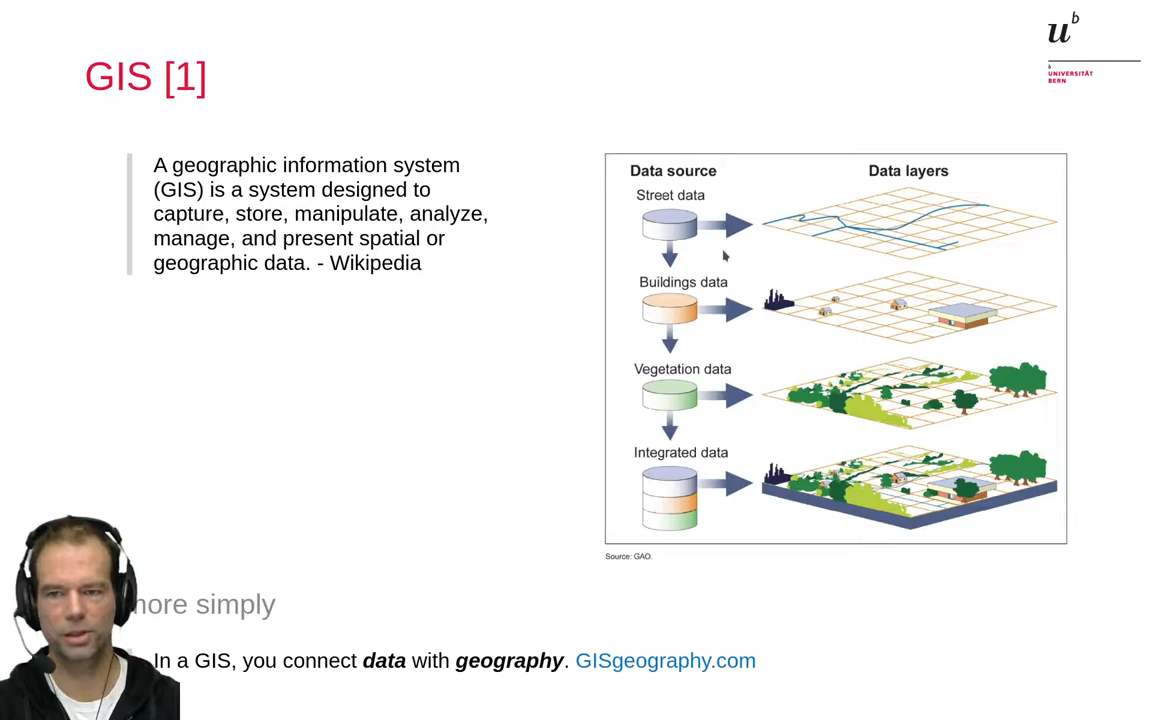 u^b
b
UNIVERSITÄT
BERN
GIS [1]
A geographic information system
(GIS) is a system designed to
capture, store, manipulate, analyze,
manage, and present spatial or
geographic data. - Wikipedia
Data source
Data layers
Street data
Buildings data
Vegetation data
Integrated data
Source: GAO.
more simply
In a GIS, you connect data with geography. GISgeography.com